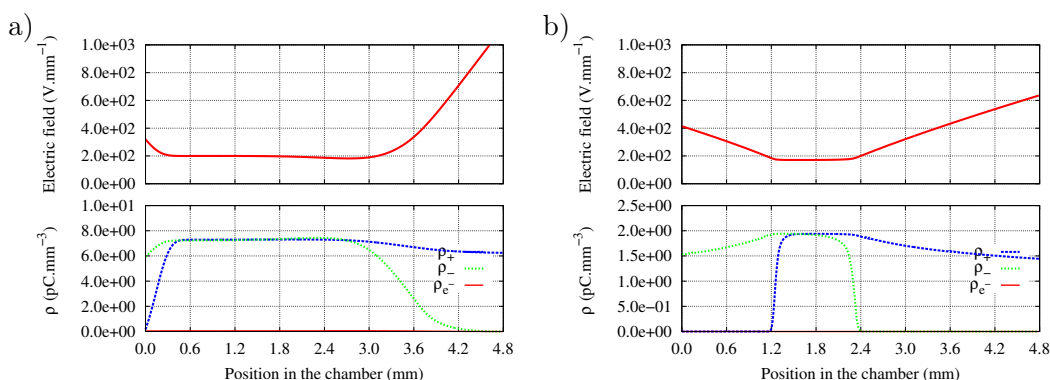 a)
Electric field (V.mm⁻¹)
1.0e+03
8.0e+02
6.0e+02
4.0e+02
2.0e+02
0.0e+00
ρ (pC.mm⁻³)
1.0e+01
8.0e+00
6.0e+00
4.0e+00
2.0e+00
0.0e+00
ρ₊
ρ₋
ρₑ⁻
0.0 0.6 1.2 1.8 2.4 3.0 3.6 4.2 4.8
Position in the chamber (mm)
b)
Electric field (V.mm⁻¹)
1.0e+03
8.0e+02
6.0e+02
4.0e+02
2.0e+02
0.0e+00
ρ (pC.mm⁻³)
2.5e+00
2.0e+00
1.5e+00
1.0e+00
5.0e−01
0.0e+00
ρ₊
ρ₋
ρₑ⁻
0.0 0.6 1.2 1.8 2.4 3.0 3.6 4.2 4.8
Position in the chamber (mm)